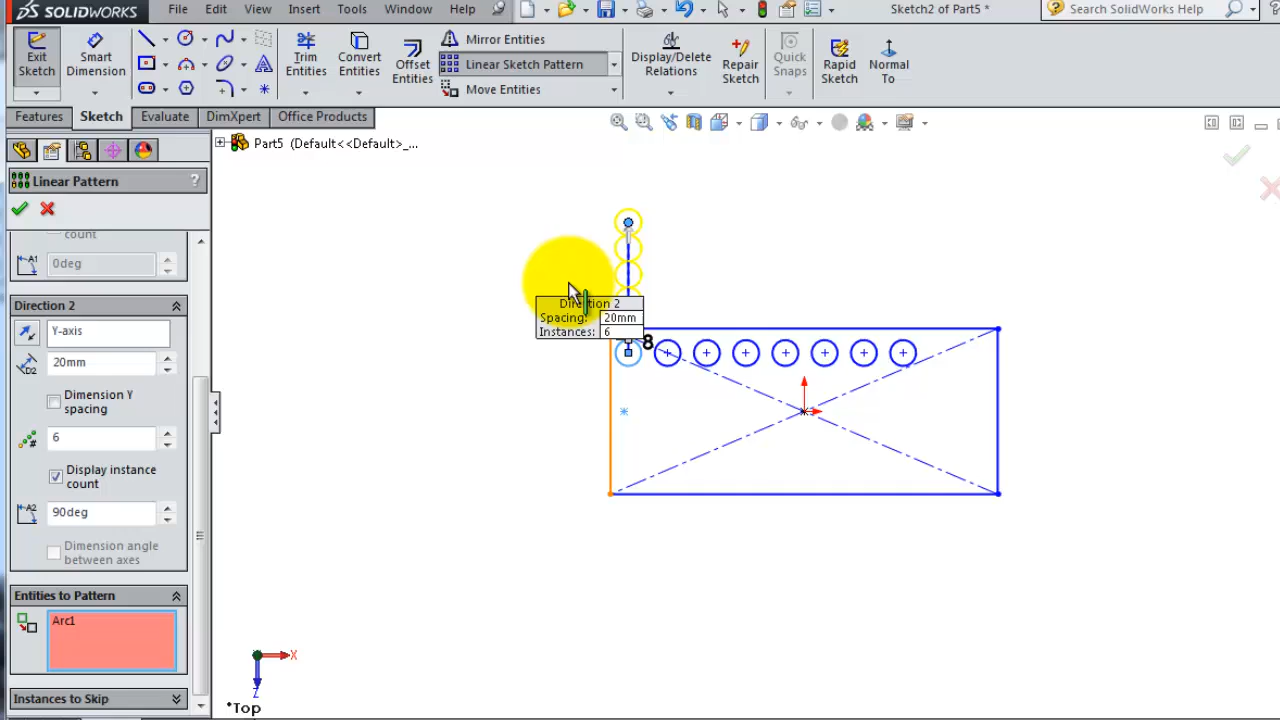 SOLIDWORKS
File Edit View Insert Tools Window Help
Sketch2 of Part5 *
Search SolidWorks Help
Exit Sketch
Smart Dimension
Trim Entities
Convert Entities
Offset Entities
Mirror Entities
Linear Sketch Pattern
Move Entities
Display/Delete Relations
Repair Sketch
Quick Snaps
Rapid Sketch
Normal To
Features Sketch Evaluate DimXpert Office Products
Part5 (Default<<Default>_...
Linear Pattern ?
count
A1 0deg
Direction 2
Y-axis
D2 20mm
Dimension Y
spacing
6
Display instance
count
A2 90deg
Dimension angle
between axes
Entities to Pattern
Arc1
Instances to Skip
Direction 2
Spacing: 20mm
Instances: 6
8
X
Z
*Top